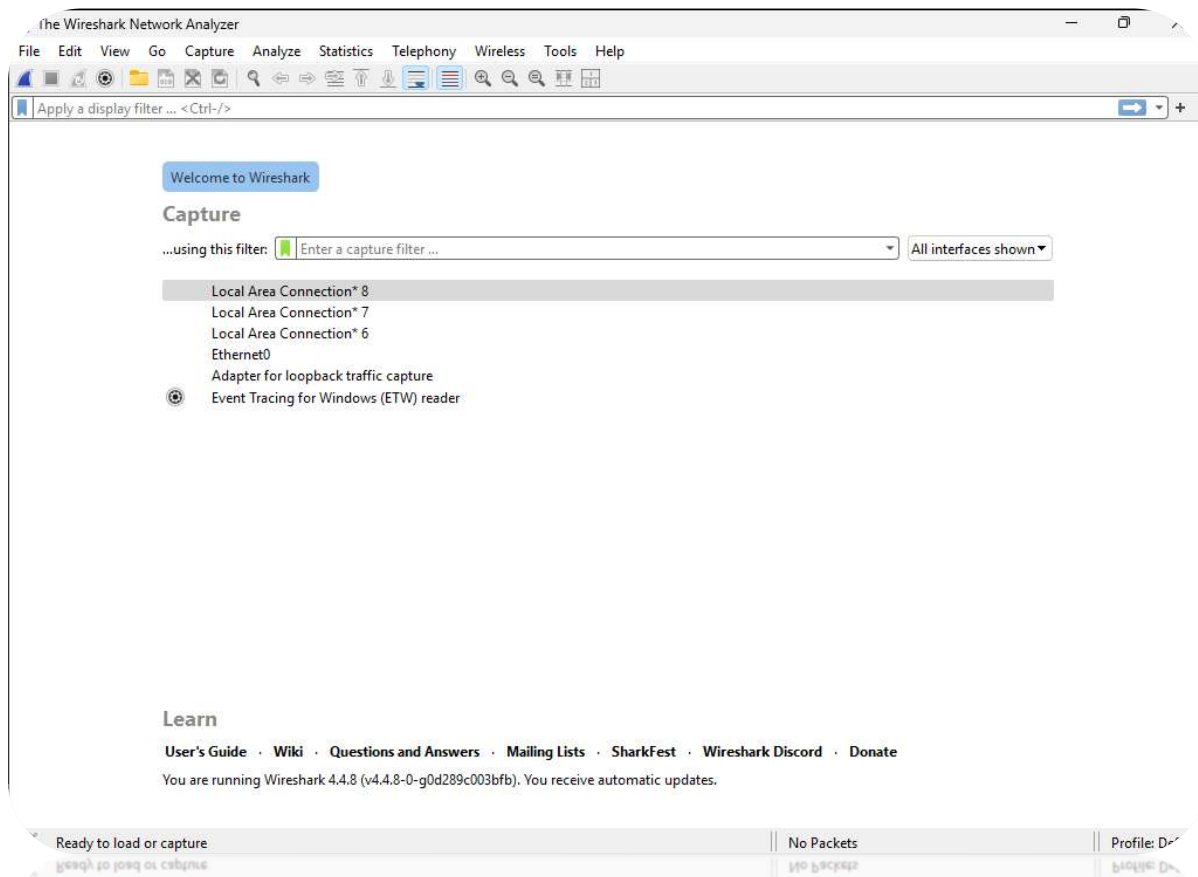 The Wireshark Network Analyzer
File Edit View Go Capture Analyze Statistics Telephony Wireless Tools Help
Apply a display filter ... <Ctrl-/>
+
Welcome to Wireshark
Capture
...using this filter: Enter a capture filter ... All interfaces shown
Local Area Connection* 8
Local Area Connection* 7
Local Area Connection* 6
Ethernet0
Adapter for loopback traffic capture
Event Tracing for Windows (ETW) reader
Learn
User's Guide · Wiki · Questions and Answers · Mailing Lists · SharkFest · Wireshark Discord · Donate
You are running Wireshark 4.4.8 (v4.4.8-0-g0d289c003bfb). You receive automatic updates.
Ready to load or capture No Packets Profile: